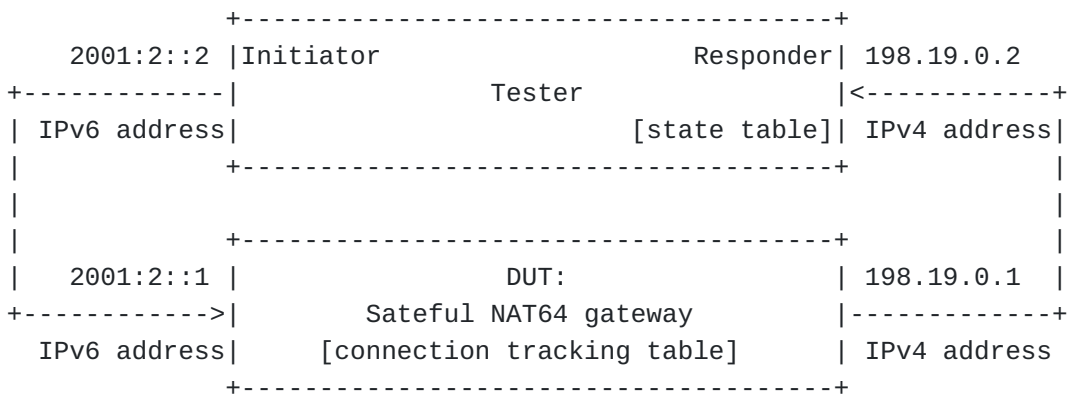 +--------------------------------------+
2001:2::2 |Initiator Responder| 198.19.0.2
+-------------| Tester |<------------+
| IPv6 address| [state table]| IPv4 address|
| +--------------------------------------+ |
| |
| +--------------------------------------+ |
| 2001:2::1 | DUT: | 198.19.0.1 |
+------------>| Sateful NAT64 gateway |-------------+
IPv6 address| [connection tracking table] | IPv4 address
+--------------------------------------+